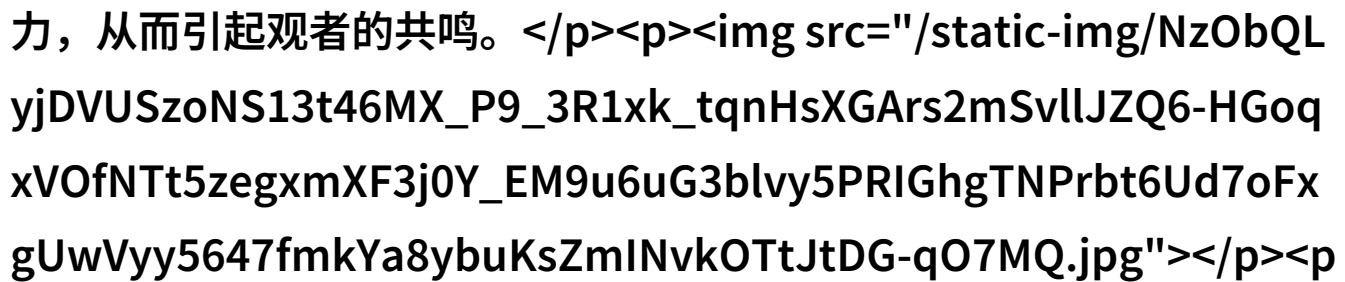 力，从而引起观者的共鸣。</p><p><img src="/static-img/NzObQL
yjDVUSzoNS13t46MX_P9_3R1xk_tqnHsXGArs2mSvllJZQ6-HGoq
xVOfNTt5zegxmXF3j0Y_EM9u6uG3blvy5PRIGhgTNPrbt6Ud7oFx
gUwVyy5647fmkYa8ybuKsZmINvkOTtJtDG-qO7MQ.jpg"></p><p